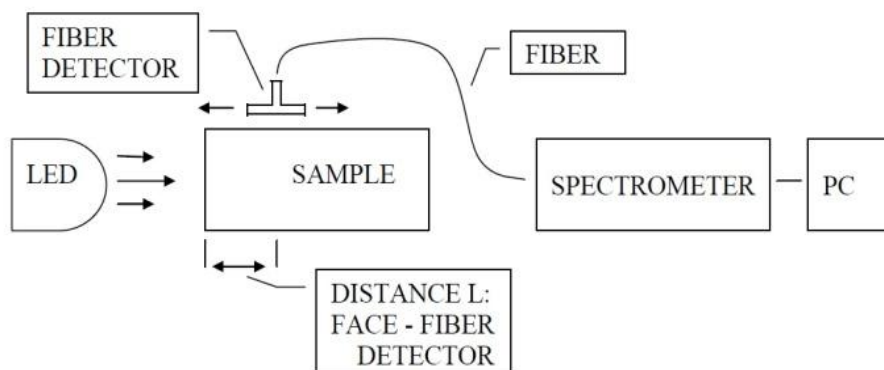 FIBER
DETECTOR
FIBER
LED
SAMPLE
SPECTROMETER
PC
DISTANCE L:
FACE - FIBER
DETECTOR